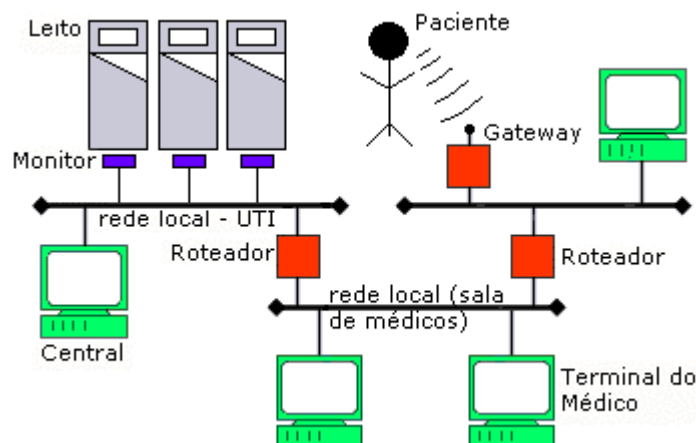 Leito
Paciente
Gateway
Monitor
rede local - UTI
Roteador
Roteador
rede local (sala
de médicos)
Central
Terminal do
Médico